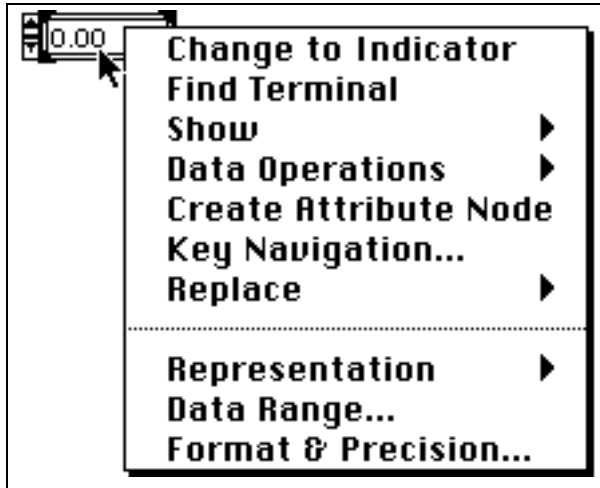 0.00
Change to Indicator
Find Terminal
Show
Data Operations
Create Attribute Node
Key Navigation...
Replace
Representation
Data Range...
Format & Precision...